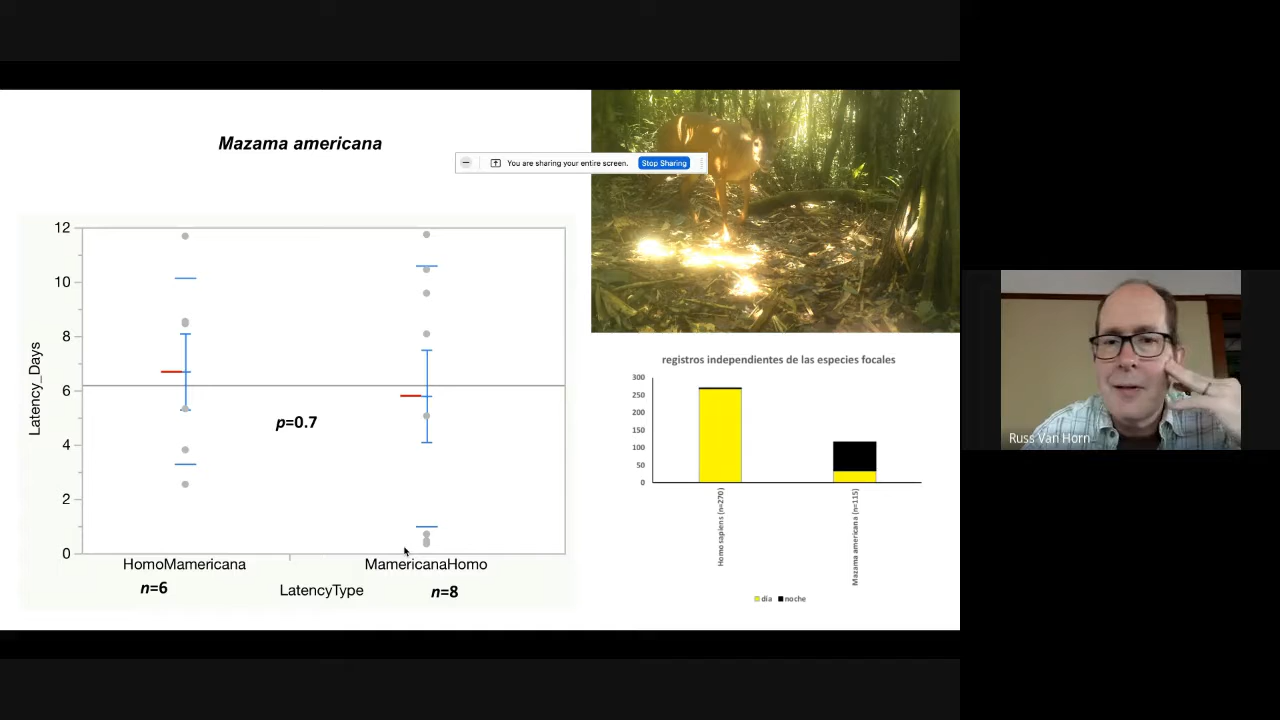 Mazama americana
You are sharing your entire screen. Stop Sharing
12
10
8
6
4
2
0
Latency_Days
p=0.7
HomoMamericana
MamericanaHomo
n=6
LatencyType
n=8
registros independientes de las especies focales
300
250
200
150
100
50
0
Homo sapiens (n=270)
Mazama americana (n=115)
dia noche
Russ Van Horn